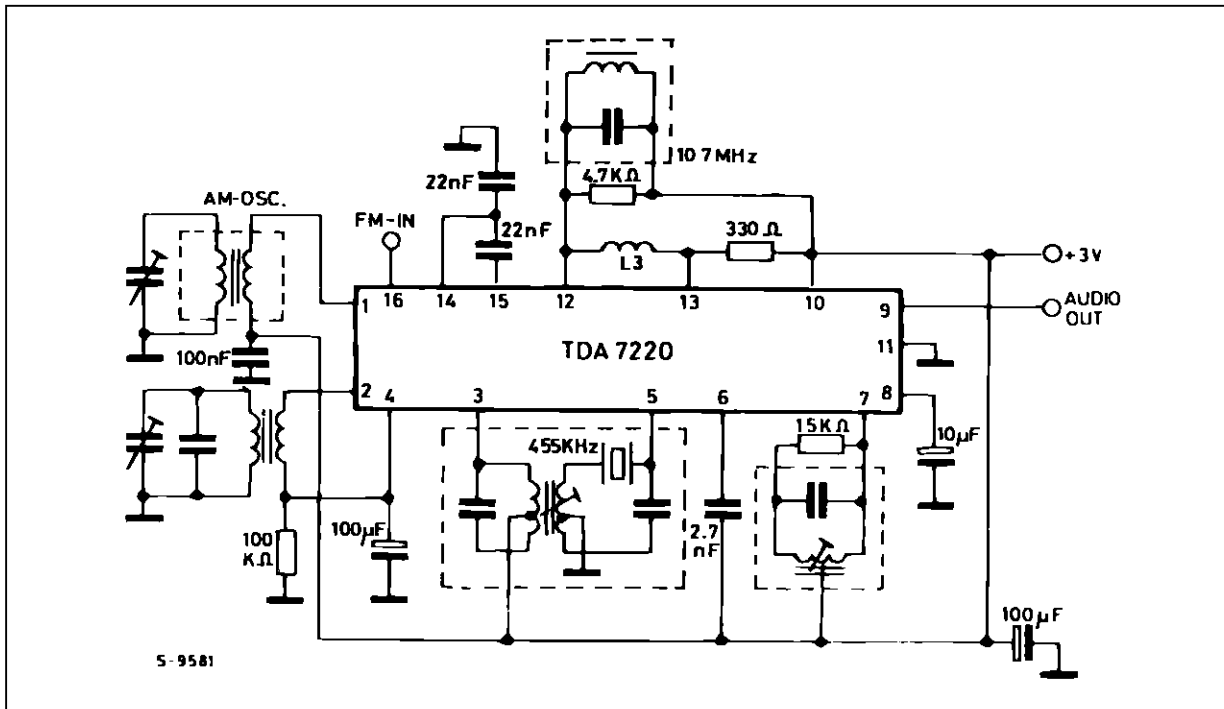 10.7MHz
4.7KΩ
22nF
AM-OSC.
FM-IN
22nF
330Ω
L3
+3V
16
14
15
12
13
10
1
9
AUDIO
OUT
100nF
TDA 7220
11
2
4
3
5
6
7
8
455KHz
15KΩ
10µF
100µF
2.7
nF
100
KΩ
100µF
S-9581